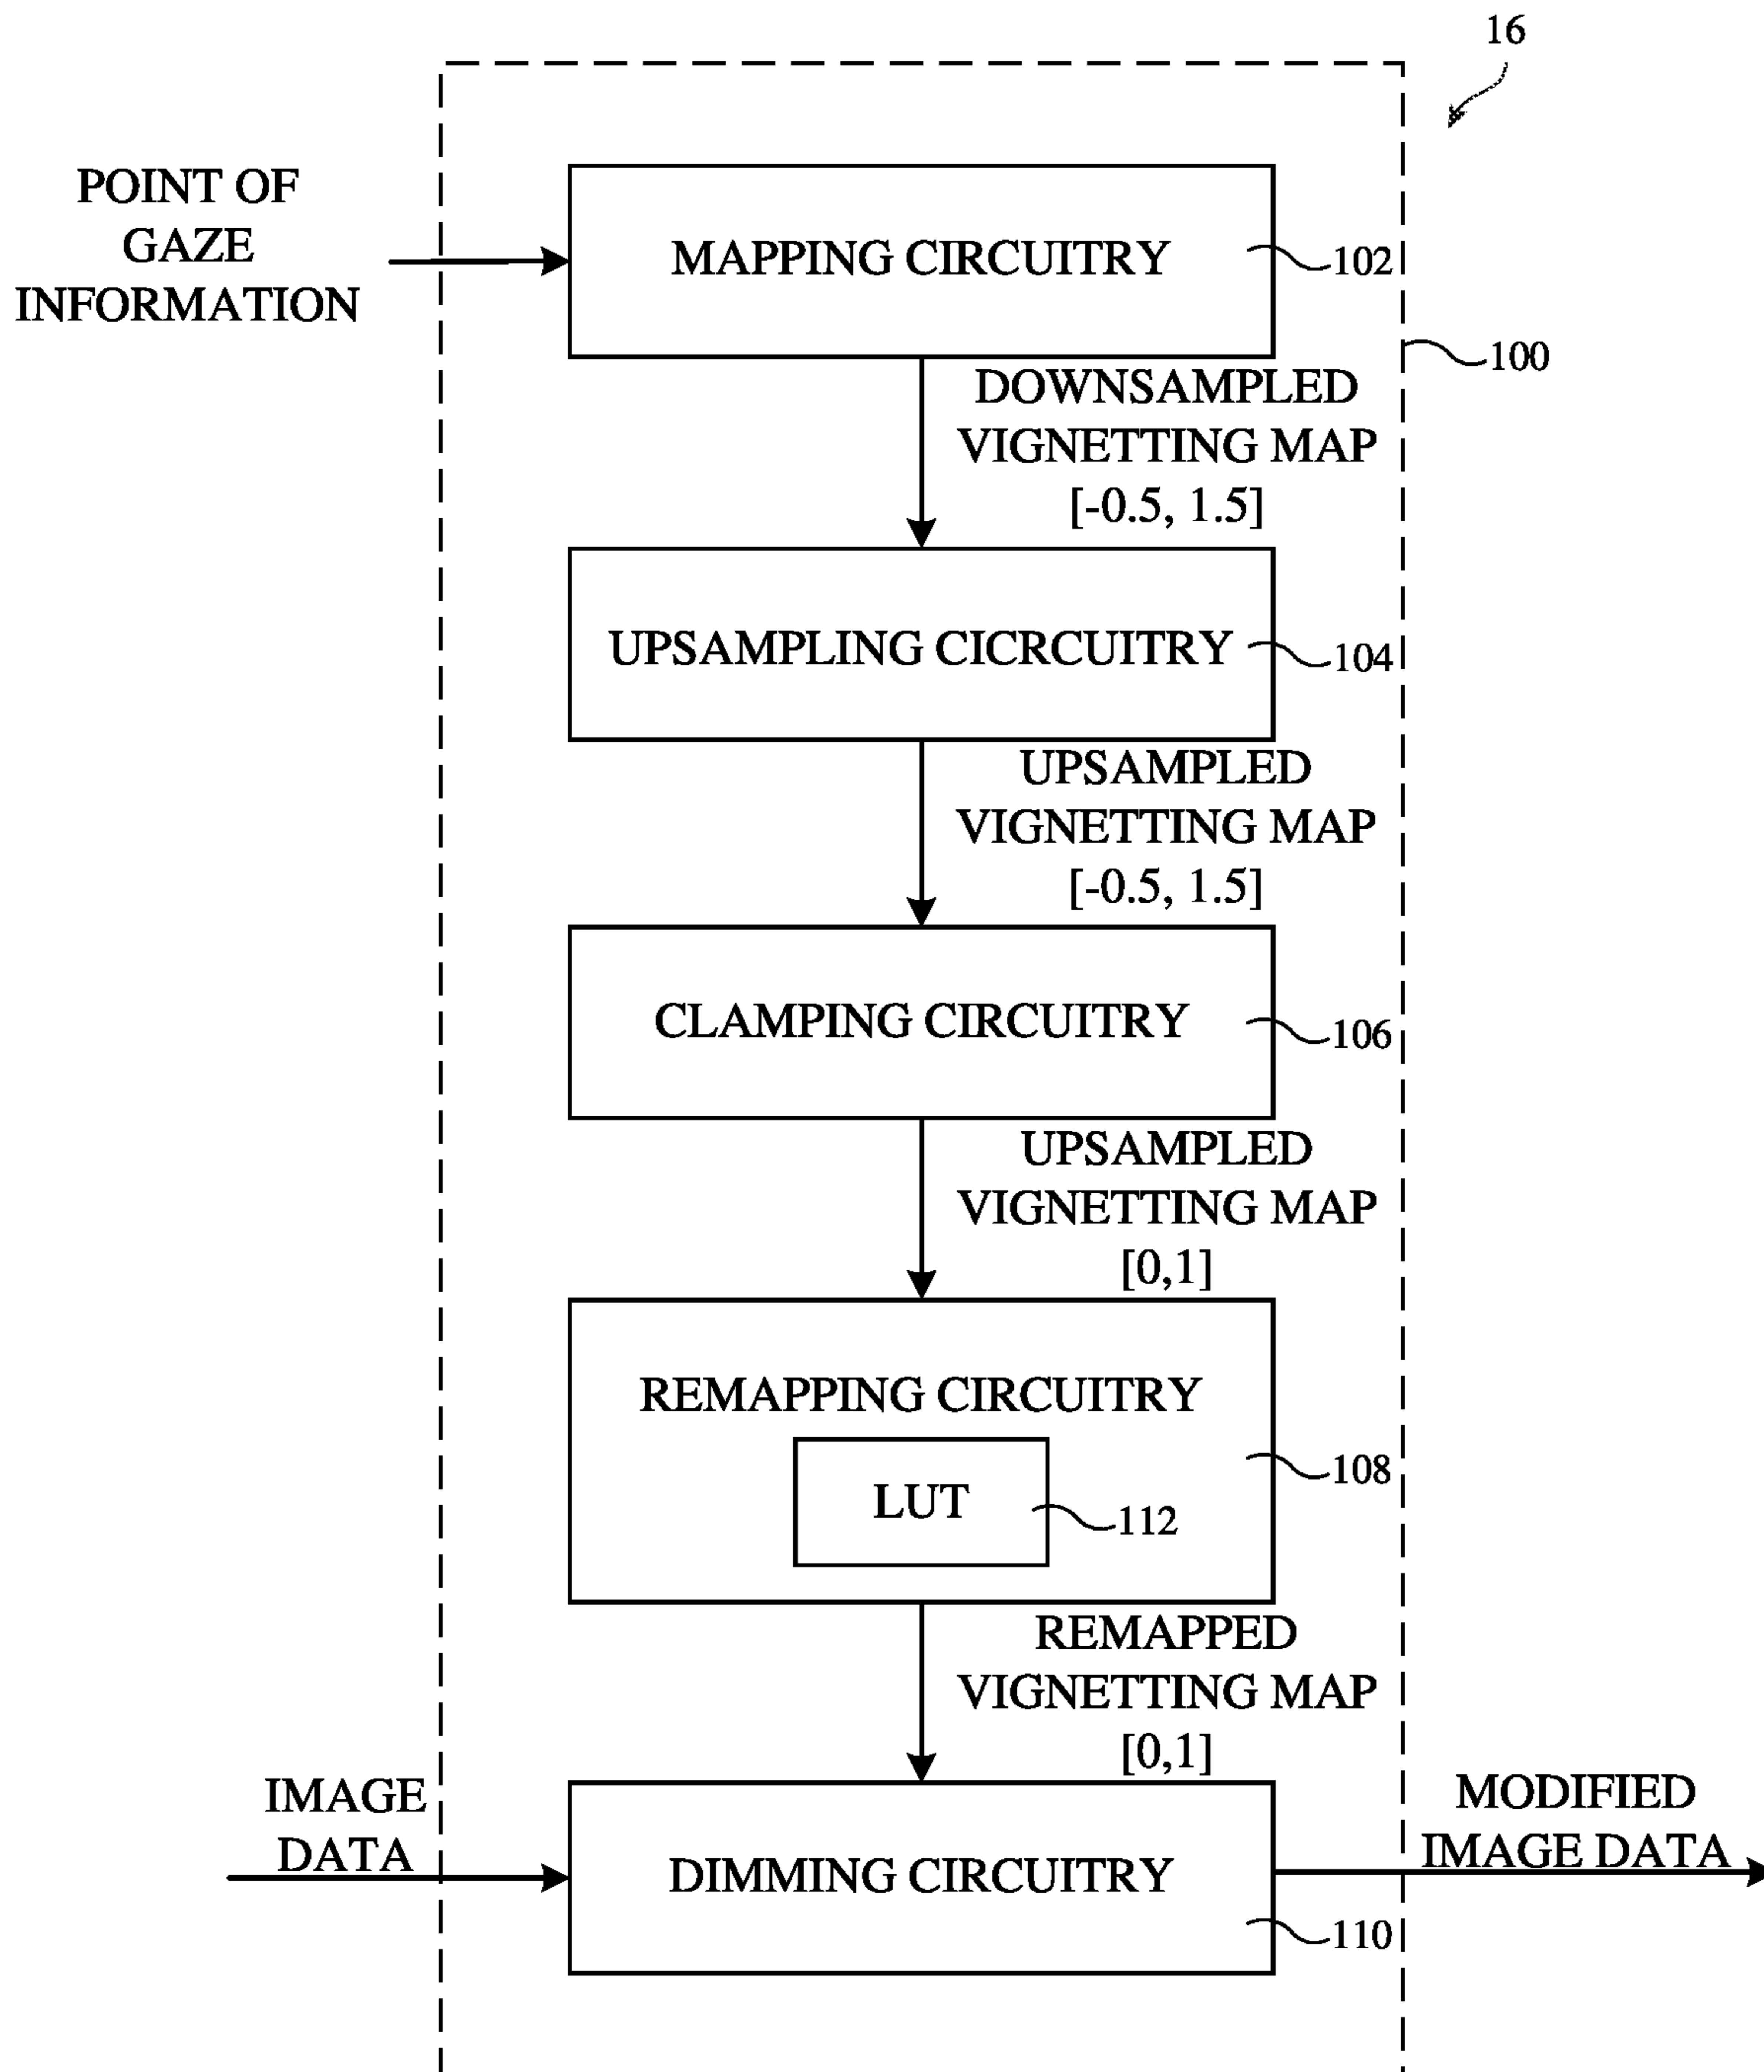 16
POINT OF
GAZE
INFORMATION
MAPPING CIRCUITRY
102
100
DOWNSAMPLED
VIGNETTING MAP
[-0.5, 1.5]
UPSAMPLING CICRCUITRY
104
UPSAMPLED
VIGNETTING MAP
[-0.5, 1.5]
CLAMPING CIRCUITRY
106
UPSAMPLED
VIGNETTING MAP
[0,1]
REMAPPING CIRCUITRY
108
LUT
112
REMAPPED
VIGNETTING MAP
[0,1]
IMAGE
DATA
DIMMING CIRCUITRY
110
MODIFIED
IMAGE DATA